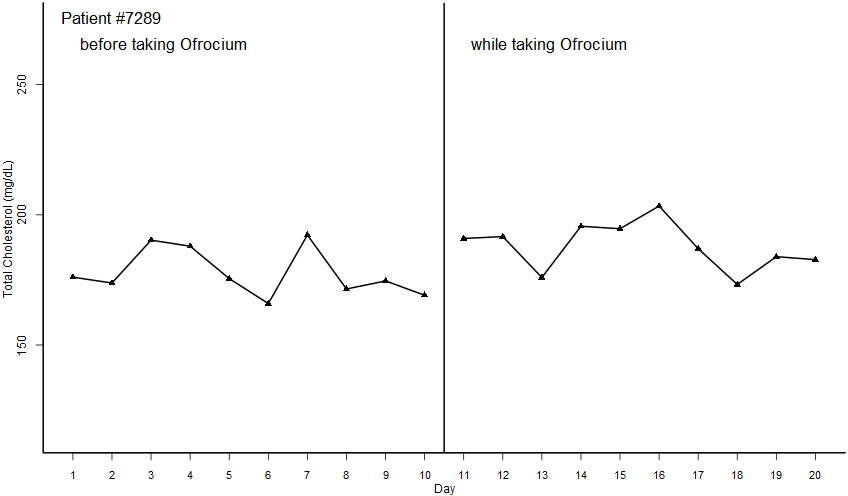 Patient #7289
before taking Ofrocium
while taking Ofrocium
250
200
150
Total Cholesterol (mg/dL)
1 2 3 4 5 6 7 8 9 10 11 12 13 14 15 16 17 18 19 20
Day